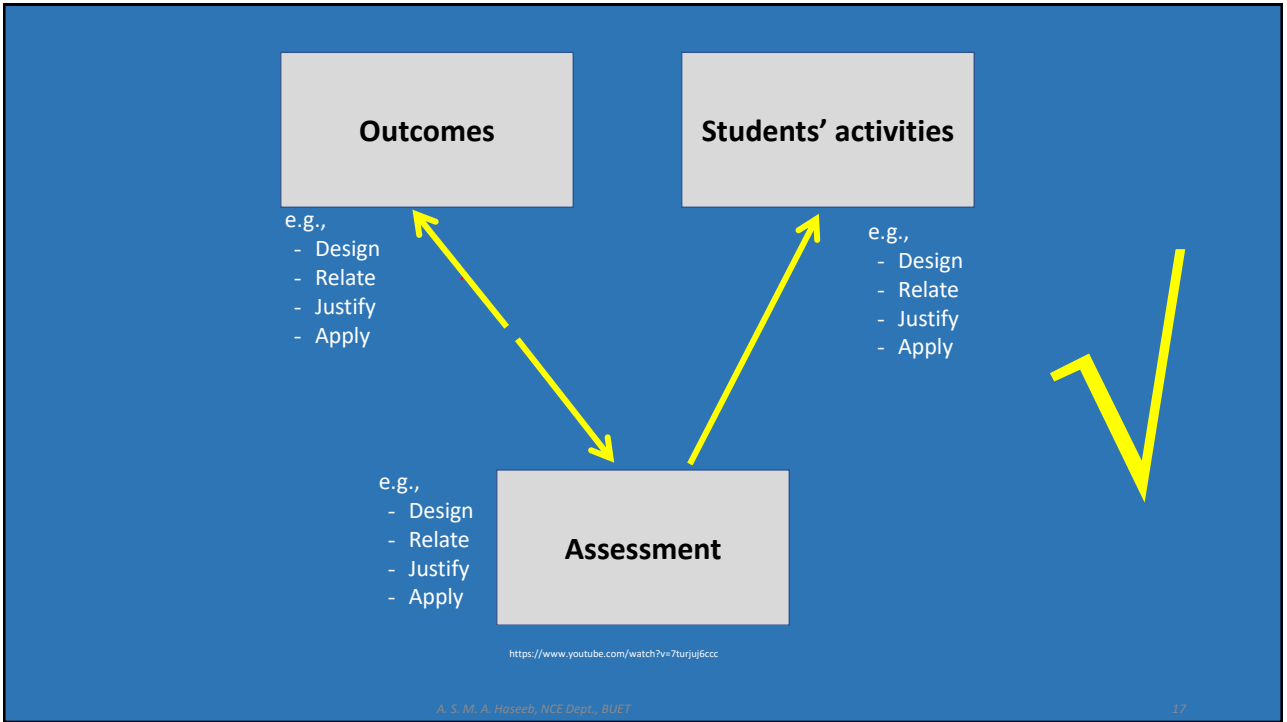 Outcomes
Students’ activities
e.g.,
- Design
- Relate
- Justify
- Apply
e.g.,
- Design
- Relate
- Justify
- Apply
e.g.,
- Design
- Relate
- Justify
- Apply
Assessment
https://www.youtube.com/watch?v=7turjuj6ccc
A. S. M. A. Haseeb, NCE Dept., BUET
17